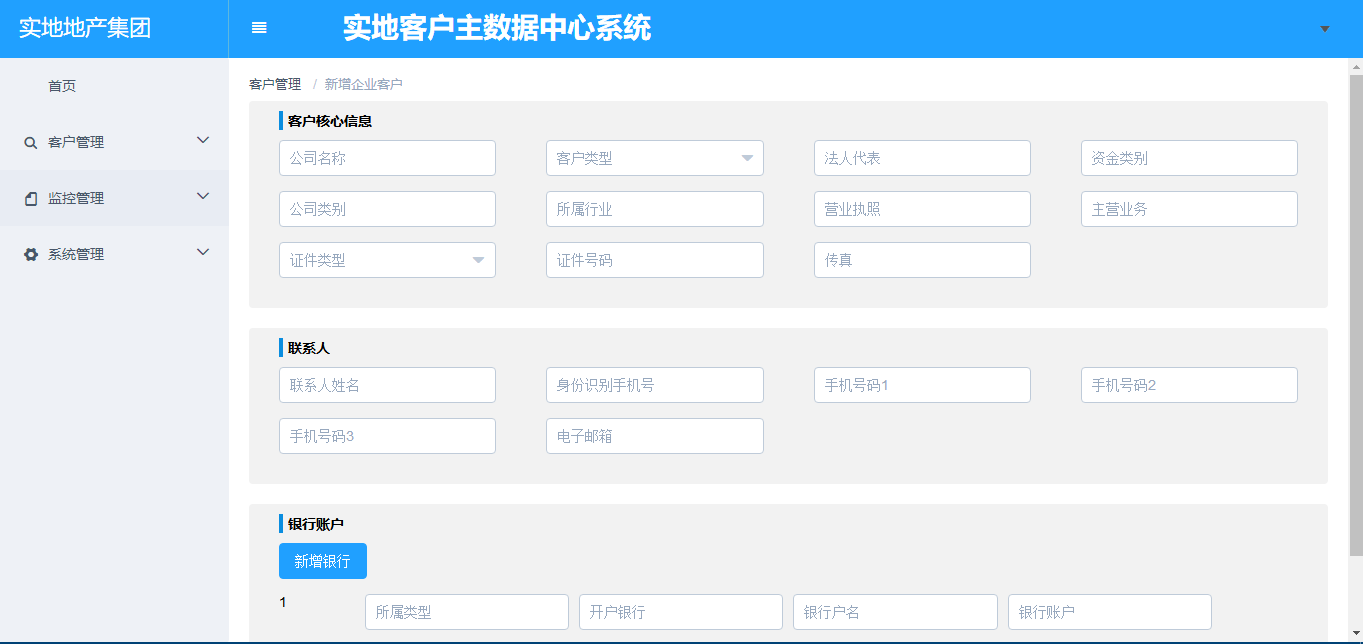 实地地产集团
实地客户主数据中心系统
首页
客户管理
监控管理
系统管理
客户管理 / 新增企业客户
客户核心信息
公司名称 客户类型 法人代表 资金类别
公司类别 所属行业 营业执照 主营业务
证件类型 证件号码 传真
联系人
联系人姓名 身份识别手机号 手机号码1 手机号码2
手机号码3 电子邮箱
银行账户
新增银行
1 所属类型 开户银行 银行户名 银行账户